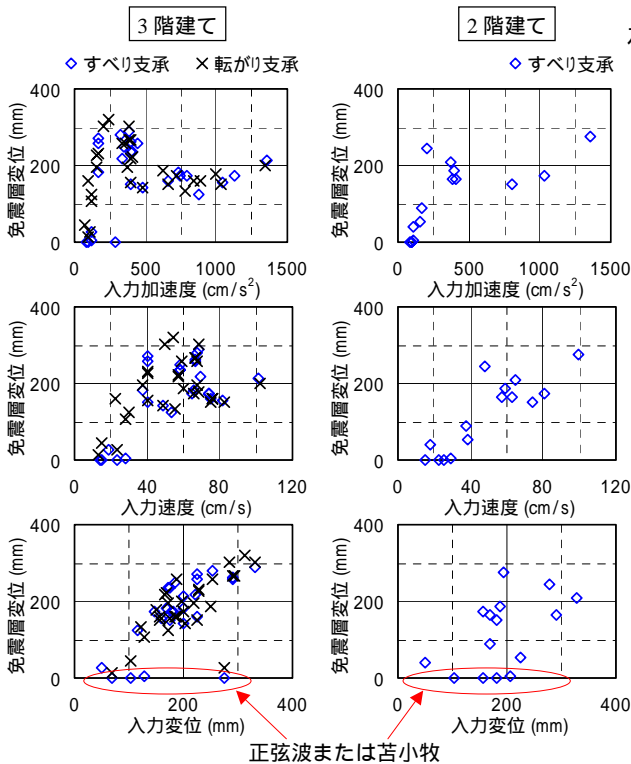 3 階建て
2 階建て
すべり支承 転がり支承
すべり支承
400
200
0
免震層変位 (mm)
0 500 1000 1500
入力加速度 (cm/s²)
400
200
0
免震層変位 (mm)
0 500 1000 1500
入力加速度 (cm/s²)
400
200
0
免震層変位 (mm)
0 40 80 120
入力速度 (cm/s)
400
200
0
免震層変位 (mm)
0 40 80 120
入力速度 (cm/s)
400
200
0
免震層変位 (mm)
0 200 400
入力変位 (mm)
400
200
0
免震層変位 (mm)
0 200 400
入力変位 (mm)
正弦波または苫小牧